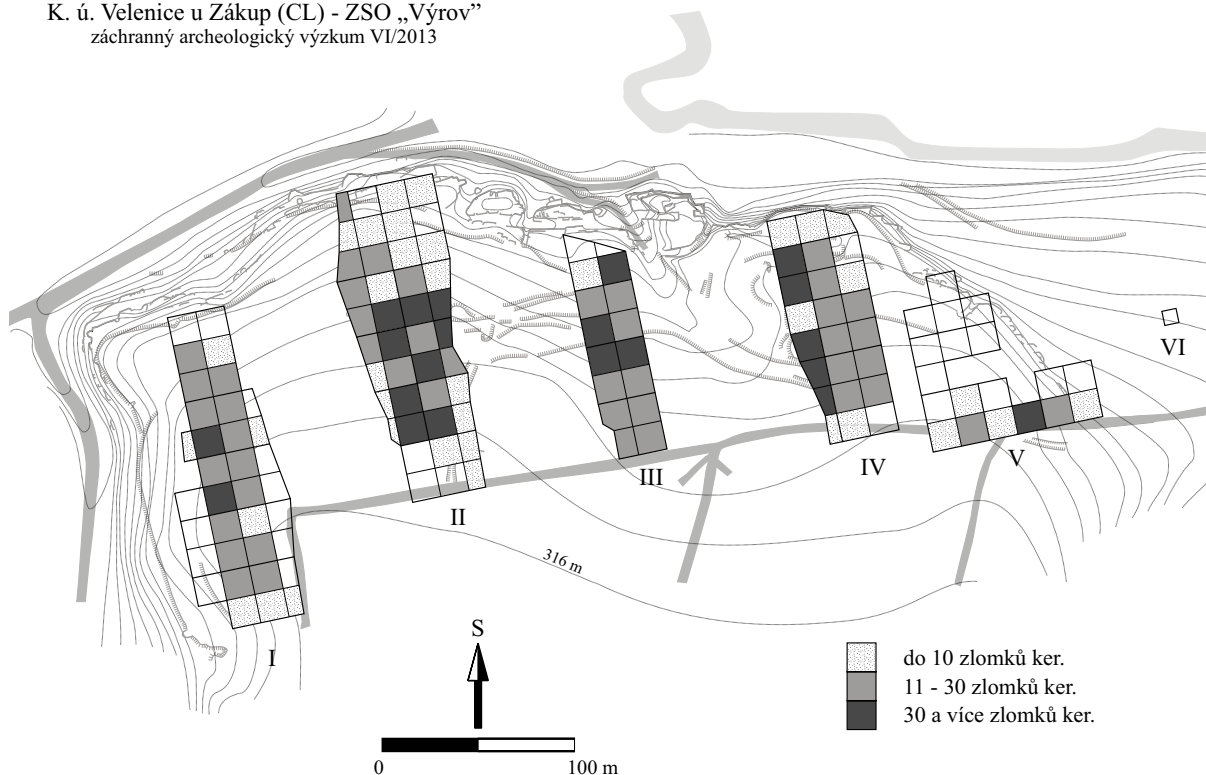 K. ú. Velenice u Zákup (CL) - ZSO „Výrov”
záchranný archeologický výzkum VI/2013
VI
III
IV
V
II
316 m
I
S
do 10 zlomků ker.
11 - 30 zlomků ker.
30 a více zlomků ker.
0
100 m